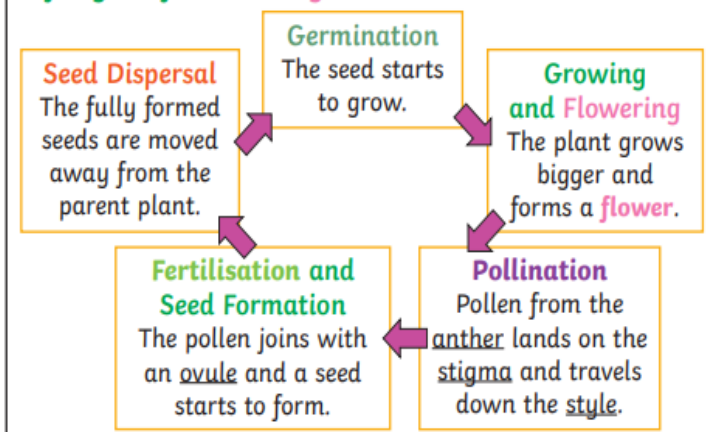 Germination
The seed starts
to grow.
Growing
and Flowering
The plant grows
bigger and
forms a flower.
Pollination
Pollen from the
anther lands on the
stigma and travels
down the style.
Fertilisation and
Seed Formation
The pollen joins with
an ovule and a seed
starts to form.
Seed Dispersal
The fully formed
seeds are moved
away from the
parent plant.